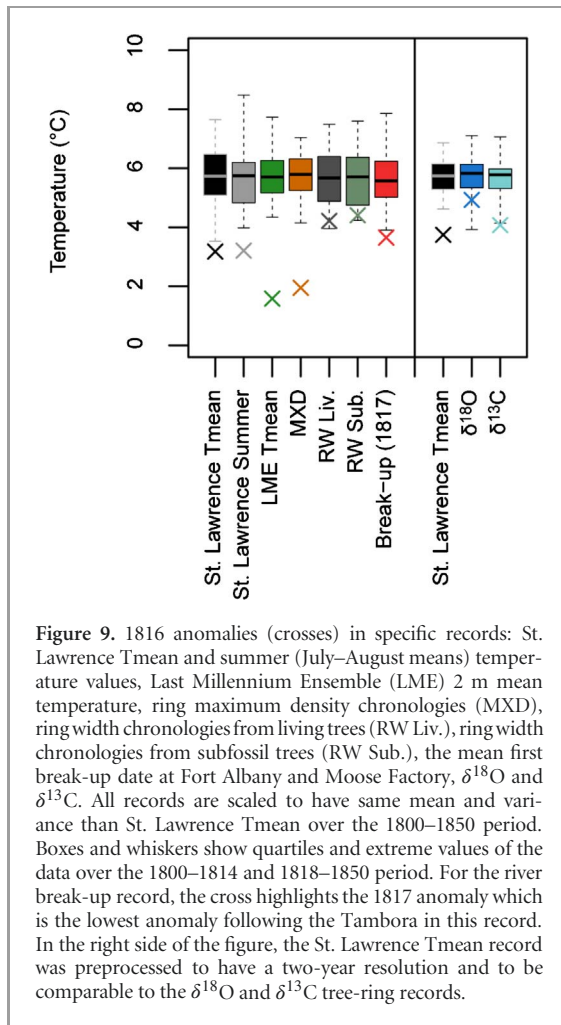 Temperature (°C)
10
8
6
4
2
0
St. Lawrence Tmean
St. Lawrence Summer
LME Tmean
MXD
RW Liv.
RW Sub.
Break−up (1817)
St. Lawrence Tmean
δ¹⁸O
δ¹³C
Figure 9. 1816 anomalies (crosses) in specific records: St.
Lawrence Tmean and summer (July–August means) temper-
ature values, Last Millennium Ensemble (LME) 2 m mean
temperature, ring maximum density chronologies (MXD),
ring width chronologies from living trees (RW Liv.), ring width
chronologies from subfossil trees (RW Sub.), the mean first
break-up date at Fort Albany and Moose Factory, δ¹⁸O and
δ¹³C. All records are scaled to have same mean and vari-
ance than St. Lawrence Tmean over the 1800–1850 period.
Boxes and whiskers show quartiles and extreme values of the
data over the 1800–1814 and 1818–1850 period. For the river
break-up record, the cross highlights the 1817 anomaly which
is the lowest anomaly following the Tambora in this record.
In the right side of the figure, the St. Lawrence Tmean record
was preprocessed to have a two-year resolution and to be
comparable to the δ¹⁸O and δ¹³C tree-ring records.